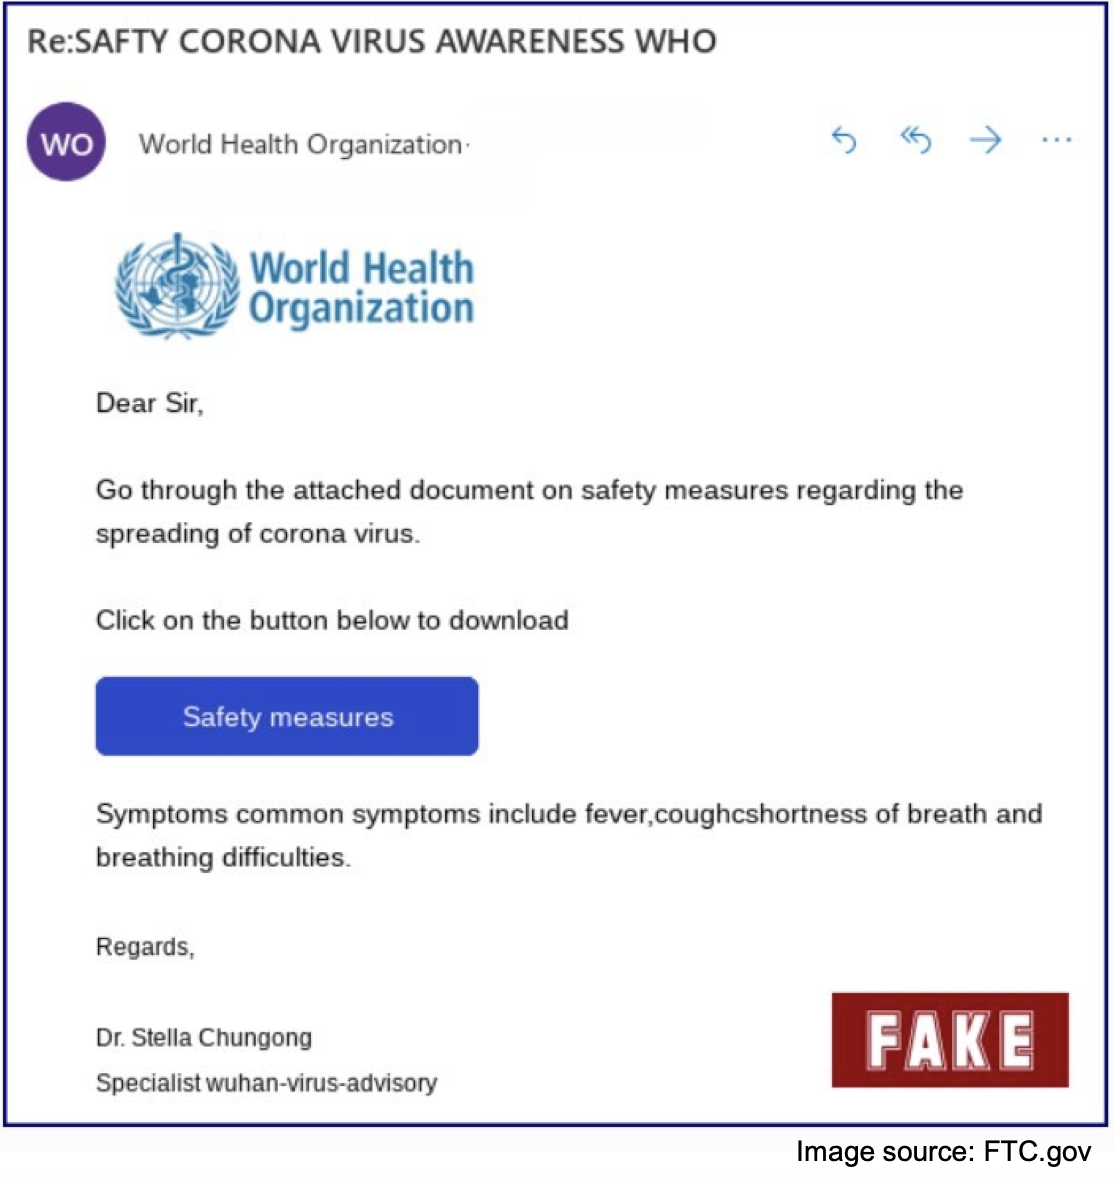 Re:SAFTY CORONA VIRUS AWARENESS WHO
WO
World Health Organization·
World Health
Organization
Dear Sir,
Go through the attached document on safety measures regarding the
spreading of corona virus.
Click on the button below to download
Safety measures
Symptoms common symptoms include fever,coughcshortness of breath and
breathing difficulties.
Regards,
Dr. Stella Chungong
Specialist wuhan-virus-advisory
FAKE
Image source: FTC.gov